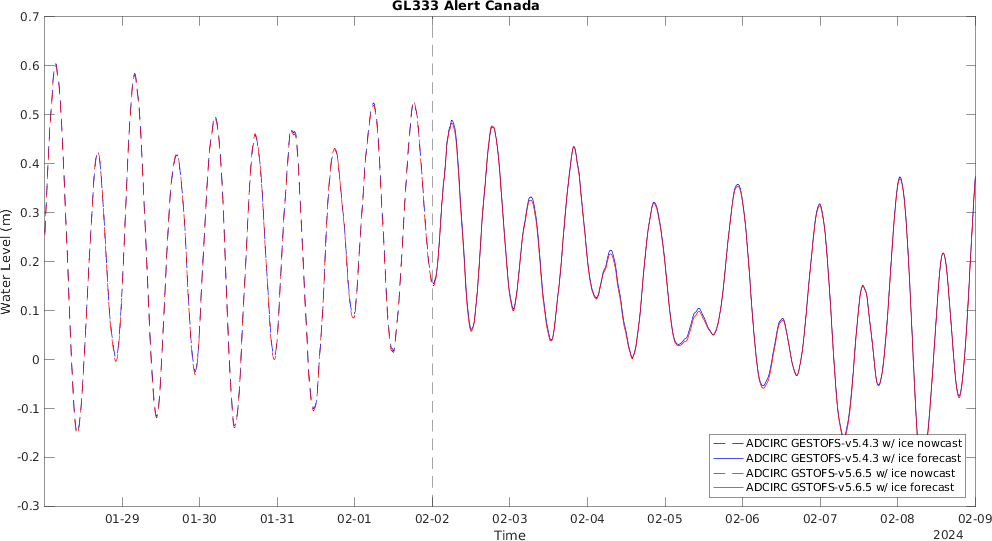 GL333 Alert Canada
0.7
0.6
0.5
0.4
0.3
0.2
0.1
0
-0.1
-0.2
-0.3
Water Level (m)
ADCIRC GESTOFS-v5.4.3 w/ ice nowcast
ADCIRC GESTOFS-v5.4.3 w/ ice forecast
ADCIRC GSTOFS-v5.6.5 w/ ice nowcast
ADCIRC GSTOFS-v5.6.5 w/ ice forecast
01-29 01-30 01-31 02-01 02-02 02-03 02-04 02-05 02-06 02-07 02-08 02-09
Time
2024